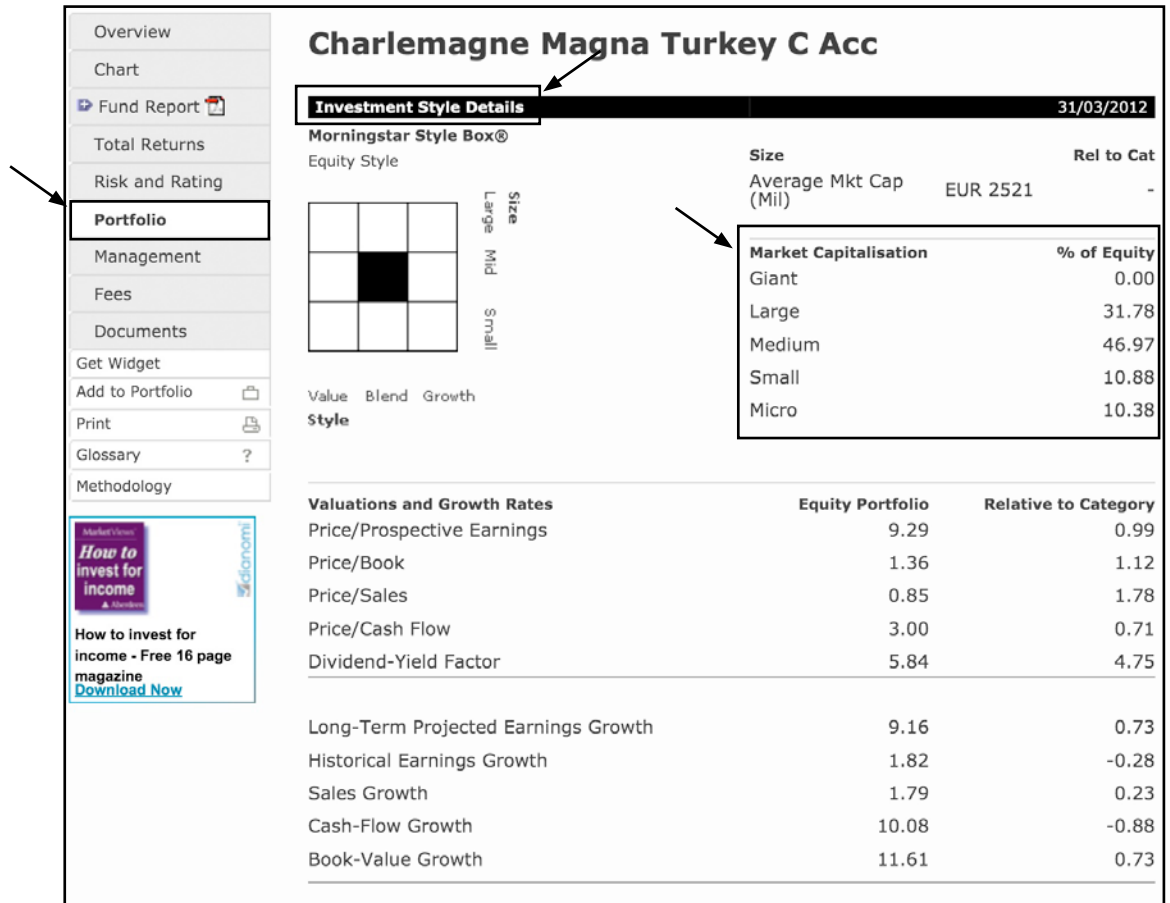 Overview
Chart
Fund Report
Total Returns
Risk and Rating
Portfolio
Management
Fees
Documents
Get Widget
Add to Portfolio
Print
Glossary ?
Methodology
MarketViews
How to
invest for
income
Aberdeen
dianomi
How to invest for
income - Free 16 page
magazine
Download Now
Charlemagne Magna Turkey C Acc
Investment Style Details 31/03/2012
Morningstar Style Box®
Equity Style
Size
Large Mid Small
Value Blend Growth
Style
Size Rel to Cat
Average Mkt Cap
(Mil) EUR 2521 -
Market Capitalisation % of Equity
Giant 0.00
Large 31.78
Medium 46.97
Small 10.88
Micro 10.38
Valuations and Growth Rates Equity Portfolio Relative to Category
Price/Prospective Earnings 9.29 0.99
Price/Book 1.36 1.12
Price/Sales 0.85 1.78
Price/Cash Flow 3.00 0.71
Dividend-Yield Factor 5.84 4.75
Long-Term Projected Earnings Growth 9.16 0.73
Historical Earnings Growth 1.82 -0.28
Sales Growth 1.79 0.23
Cash-Flow Growth 10.08 -0.88
Book-Value Growth 11.61 0.73